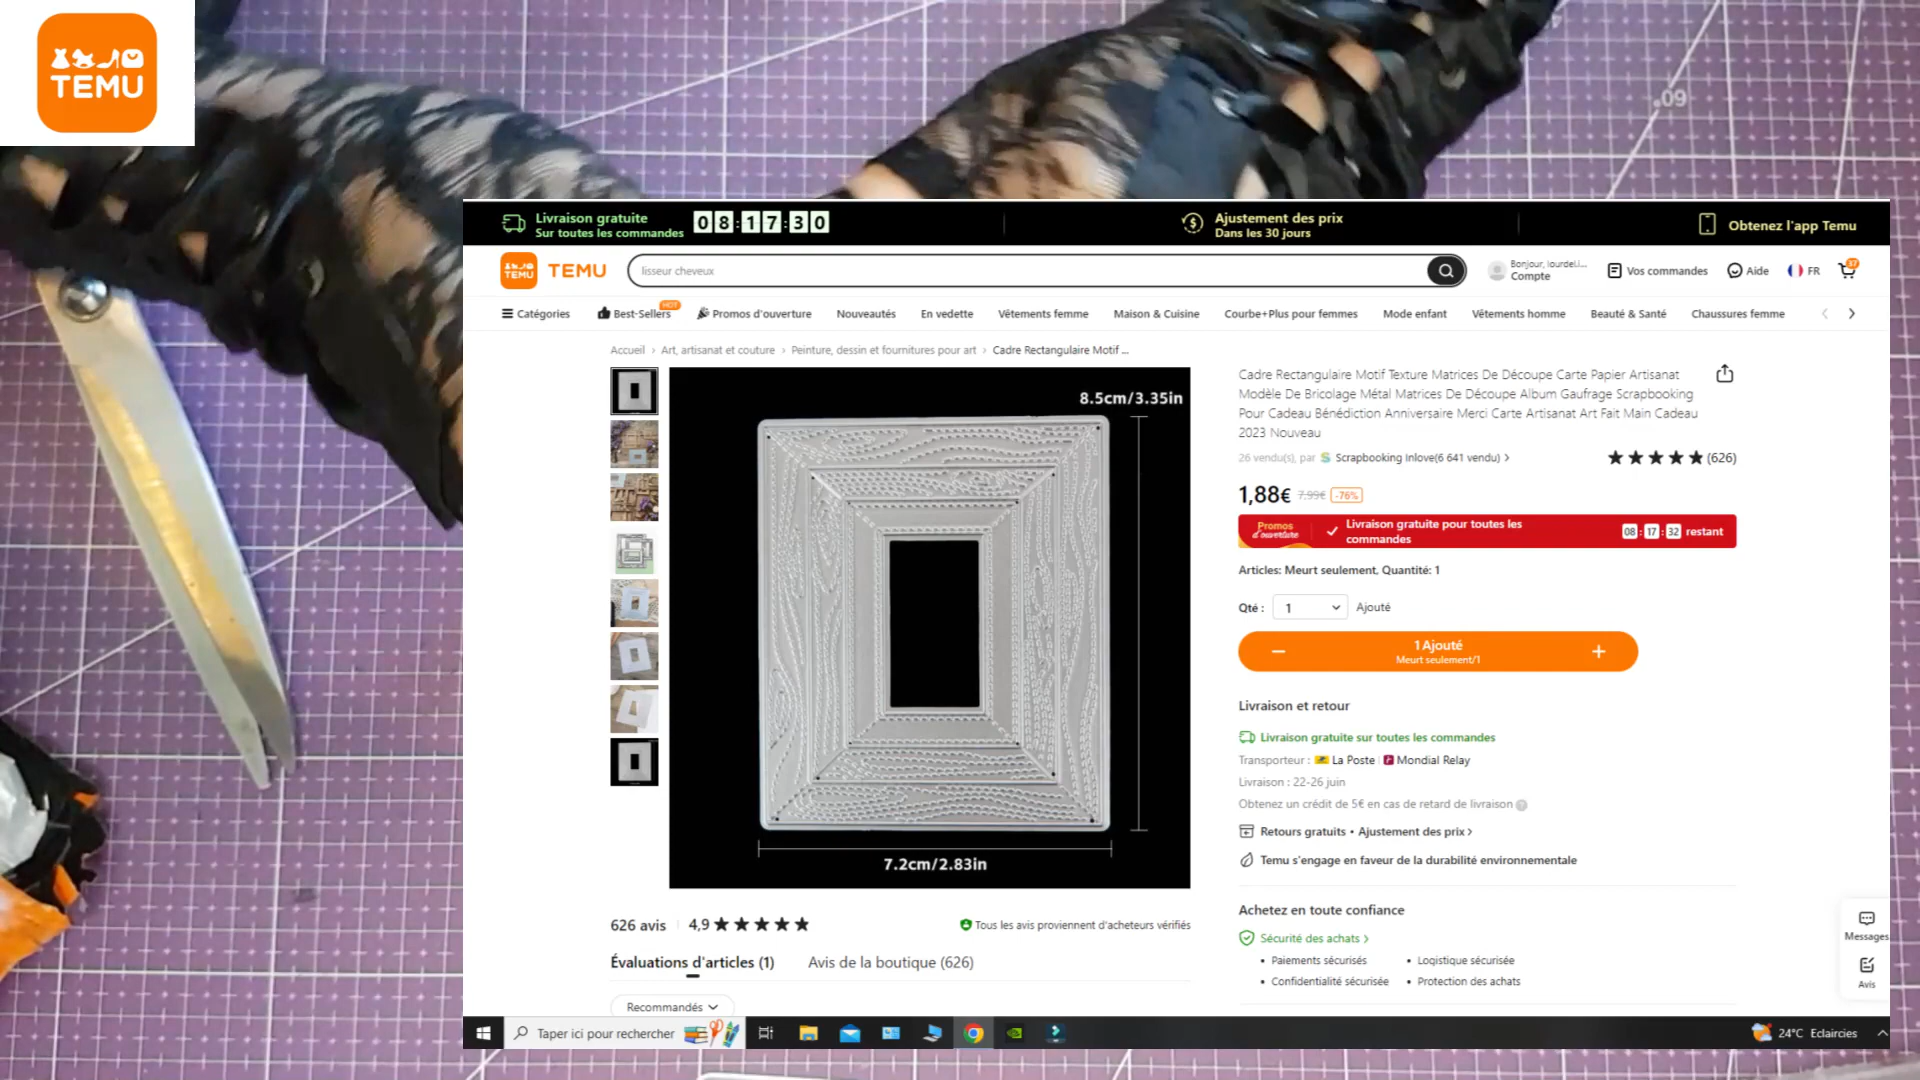 TEMU
09
Livraison gratuite
Sur toutes les commandes
08:17:30
Ajustement des prix
Dans les 30 jours
Obtenez l'app Temu
TEMU
TEMU
lisseur cheveux
Bonjour, lourdel.l...
Compte
Vos commandes
Aide
FR
37
Catégories
Best-Sellers
HOT
Promos d'ouverture
Nouveautés
En vedette
Vêtements femme
Maison & Cuisine
Courbe+Plus pour femmes
Mode enfant
Vêtements homme
Beauté & Santé
Chaussures femme
Accueil › Art, artisanat et couture › Peinture, dessin et fournitures pour art › Cadre Rectangulaire Motif ...
8.5cm/3.35in
7.2cm/2.83in
Cadre Rectangulaire Motif Texture Matrices De Découpe Carte Papier Artisanat
Modèle De Bricolage Métal Matrices De Découpe Album Gaufrage Scrapbooking
Pour Cadeau Bénédiction Anniversaire Merci Carte Artisanat Art Fait Main Cadeau
2023 Nouveau
26 vendu(s), par S Scrapbooking Inlove(6 641 vendu) ›
★★★★★(626)
1,88€ 7.99€ -76%
Promos
d'ouverture
Livraison gratuite pour toutes les
commandes
08:17:32 restant
Articles: Meurt seulement, Quantité: 1
Qté : 1 Ajouté
− 1 Ajouté +
Meurt seulement/1
Livraison et retour
Livraison gratuite sur toutes les commandes
Transporteur : La Poste | Mondial Relay
Livraison : 22-26 juin
Obtenez un crédit de 5€ en cas de retard de livraison ?
Retours gratuits • Ajustement des prix ›
Temu s'engage en faveur de la durabilité environnementale
Achetez en toute confiance
Sécurité des achats ›
• Paiements sécurisés
• Logistique sécurisée
• Confidentialité sécurisée
• Protection des achats
626 avis | 4,9 ★★★★★
Tous les avis proviennent d'acheteurs vérifiés
Évaluations d'articles (1)
Avis de la boutique (626)
Recommandés
Messages
Avis
Taper ici pour rechercher
24°C Eclaircies